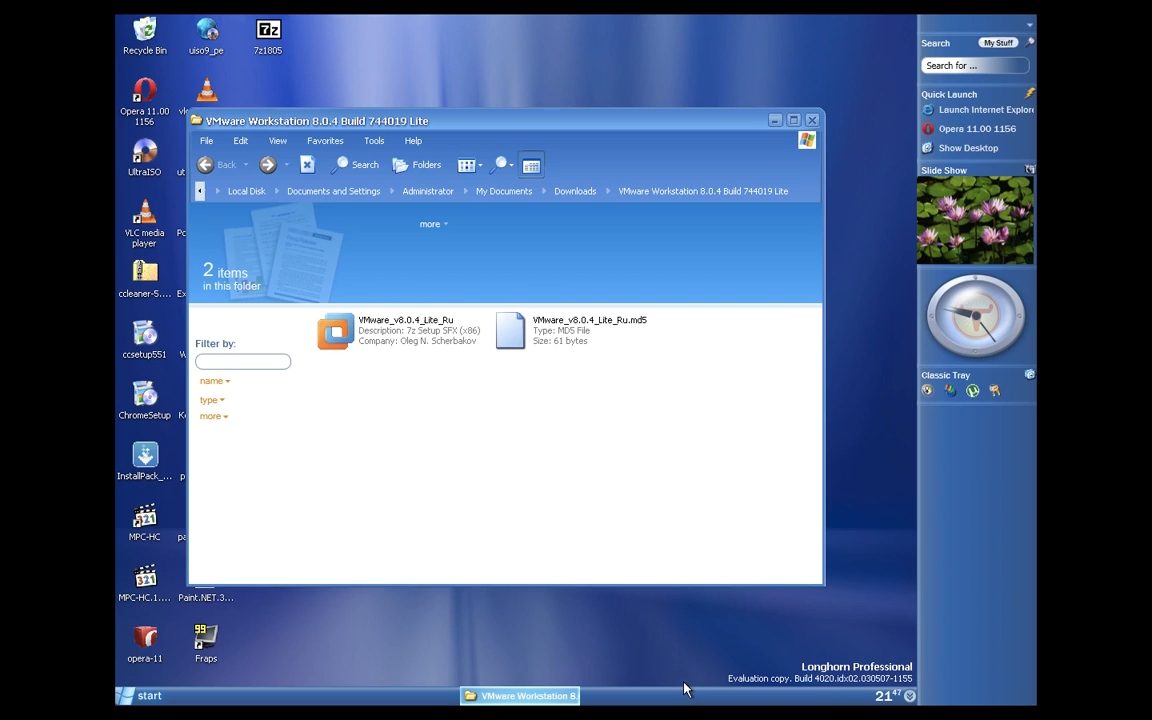 Recycle Bin
uiso9_pe
7z
7z1805
Opera 11.00
1156
UltraISO
VLC media
player
ccleaner-5....
ccsetup551
ChromeSetup
InstallPack_...
MPC-HC
MPC-HC.1....
Paint.NET.3...
opera-11
99
Fraps
VMware Workstation 8.0.4 Build 744019 Lite
File Edit View Favorites Tools Help
Back Search Folders
Local Disk Documents and Settings Administrator My Documents Downloads VMware Workstation 8.0.4 Build 744019 Lite
more
2 items
in this folder
Filter by:
name
type
more
VMware_v8.0.4_Lite_Ru
Description: 7z Setup SFX (x86)
Company: Oleg N. Scherbakov
VMware_v8.0.4_Lite_Ru.md5
Type: MD5 File
Size: 61 bytes
Search My Stuff
Search for ...
Quick Launch
Launch Internet Explore
Opera 11.00 1156
Show Desktop
Slide Show
Classic Tray
Longhorn Professional
Evaluation copy. Build 4020.idx02.030507-1155
start
VMware Workstation 8.
21 47